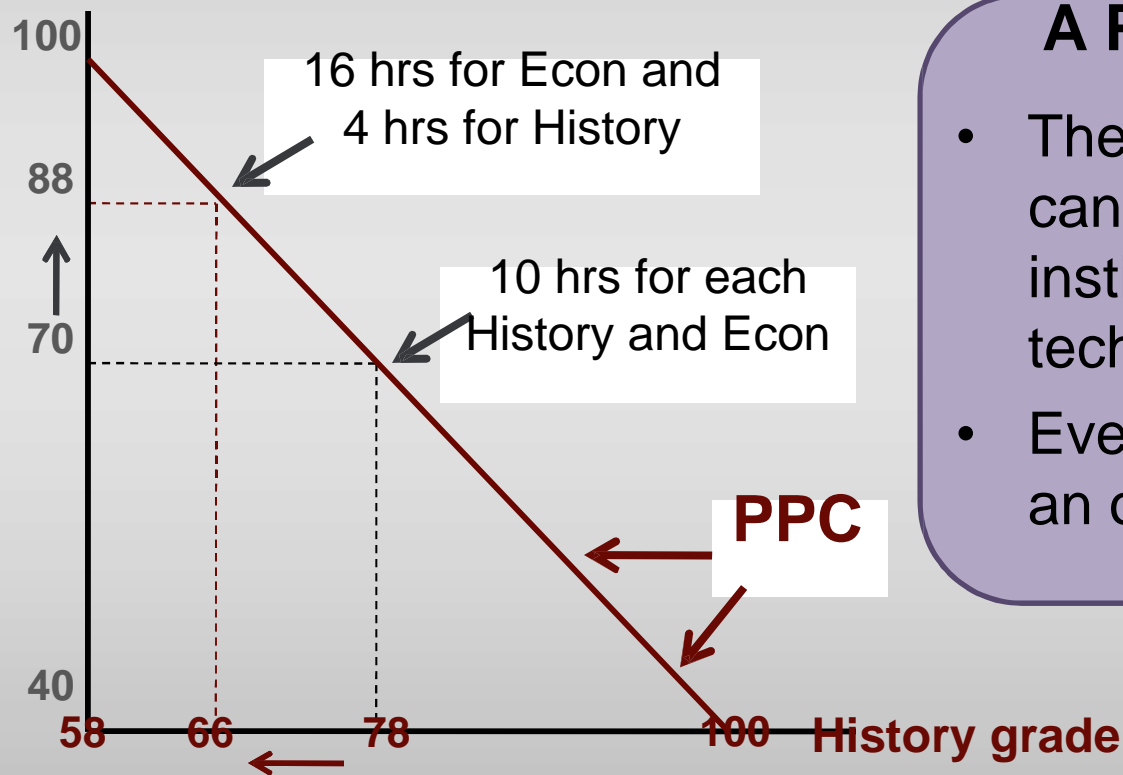 100
16 hrs for Econ and
4 hrs for History
88
10 hrs for each
History and Econ
70
PPC
40
58 66 78 100 History grade
A
The
can
inst
tech
•
•
an